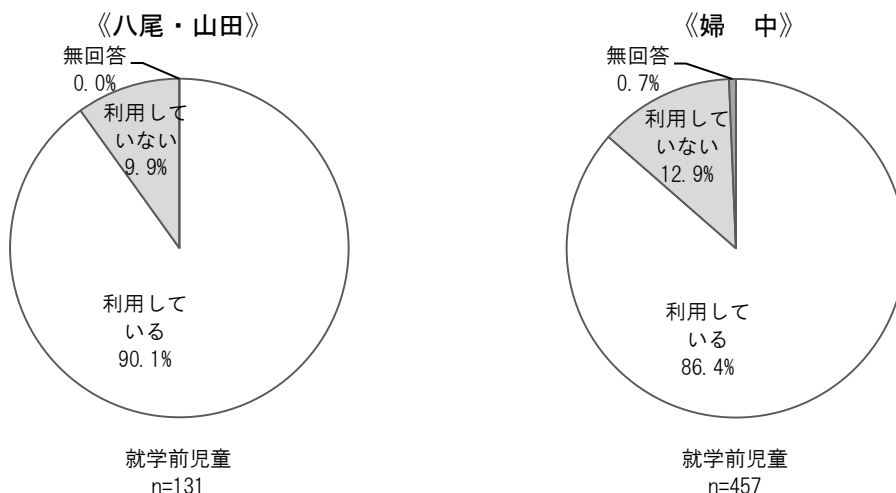 《八尾・山田》
無回答
0.0%
利用して
いない
9.9%
利用して
いる
90.1%
就学前児童
n=131
《婦　中》
無回答
0.7%
利用して
いない
12.9%
利用して
いる
86.4%
就学前児童
n=457